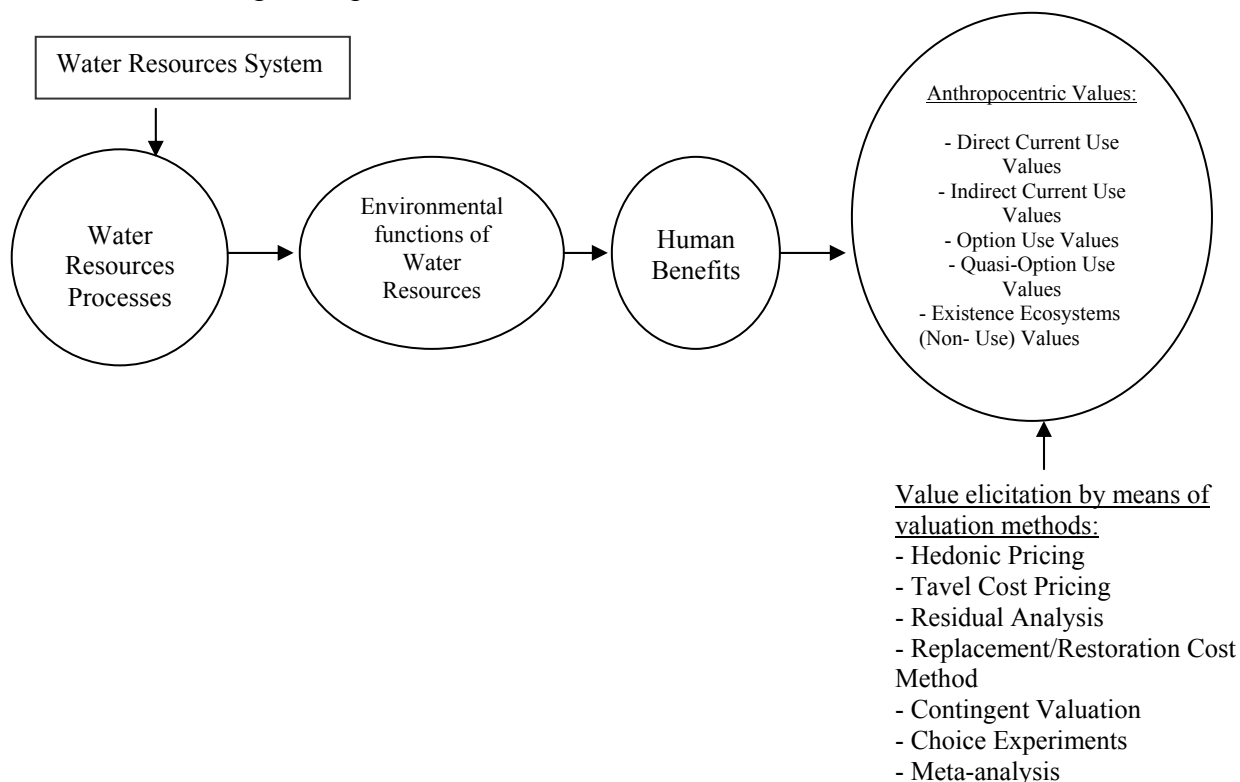 Water Resources System
Water
Resources
Processes
Environmental
functions of
Water
Resources
Human
Benefits
Anthropocentric Values:
- Direct Current Use
Values
- Indirect Current Use
Values
- Option Use Values
- Quasi-Option Use
Values
- Existence Ecosystems
(Non- Use) Values
Value elicitation by means of
valuation methods:
- Hedonic Pricing
- Tavel Cost Pricing
- Residual Analysis
- Replacement/Restoration Cost
Method
- Contingent Valuation
- Choice Experiments
- Meta-analysis